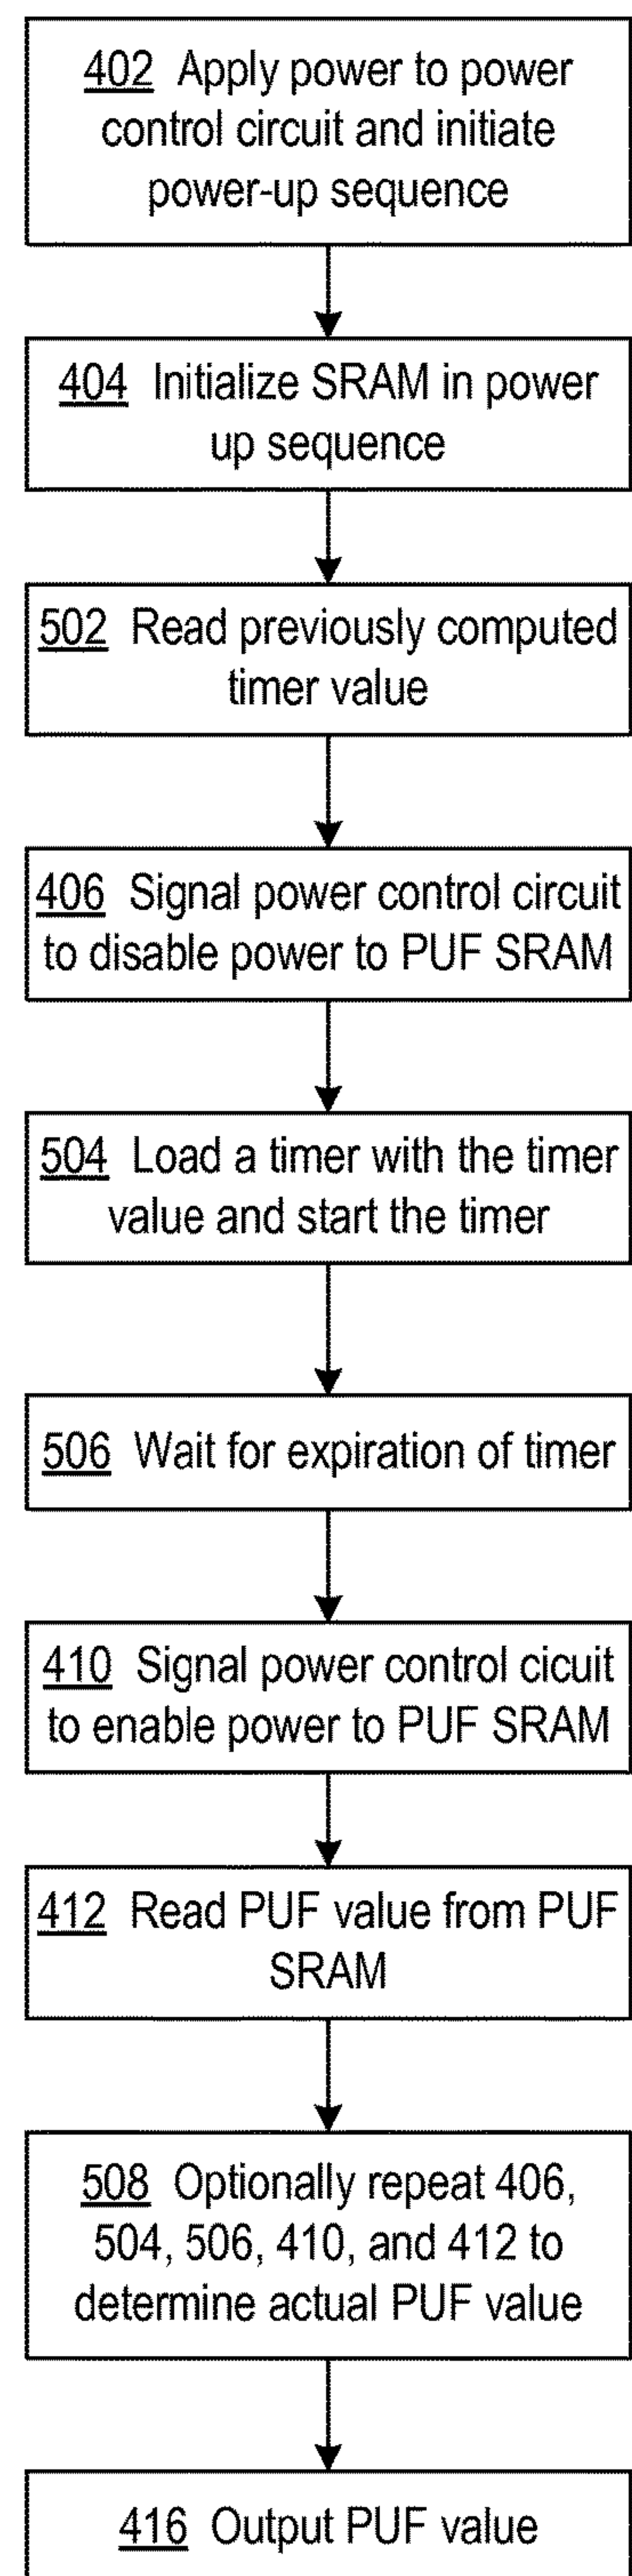 402 Apply power to power
control circuit and initiate
power-up sequence
404 Initialize SRAM in power
up sequence
502 Read previously computed
timer value
406 Signal power control circuit
to disable power to PUF SRAM
504 Load a timer with the timer
value and start the timer
506 Wait for expiration of timer
410 Signal power control cicuit
to enable power to PUF SRAM
412 Read PUF value from PUF
SRAM
508 Optionally repeat 406,
504, 506, 410, and 412 to
determine actual PUF value
416 Output PUF value